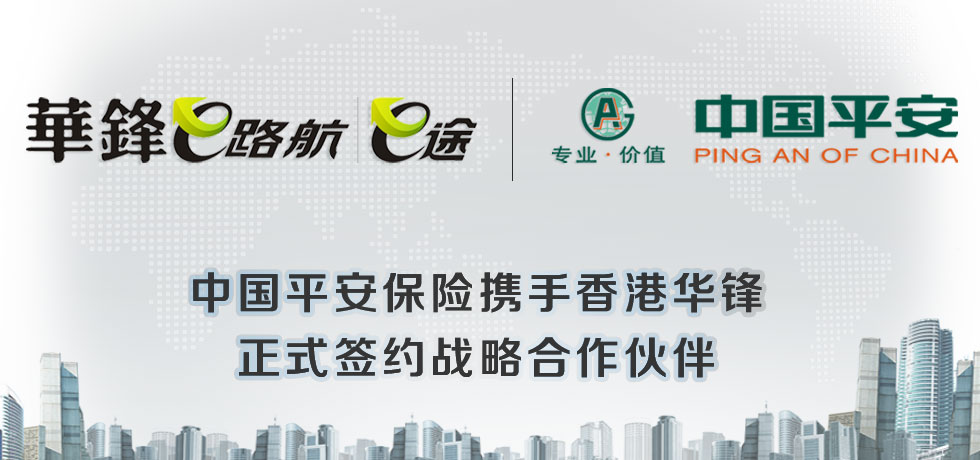 華鋒e路航 e途
专业·价值
中国平安
PING AN OF CHINA
中国平安保险携手香港华锋
正式签约战略合作伙伴